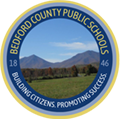 BEDFORD COUNTY PUBLIC SCHOOLS
18 46
BUILDING CITIZENS. PROMOTING SUCCESS.